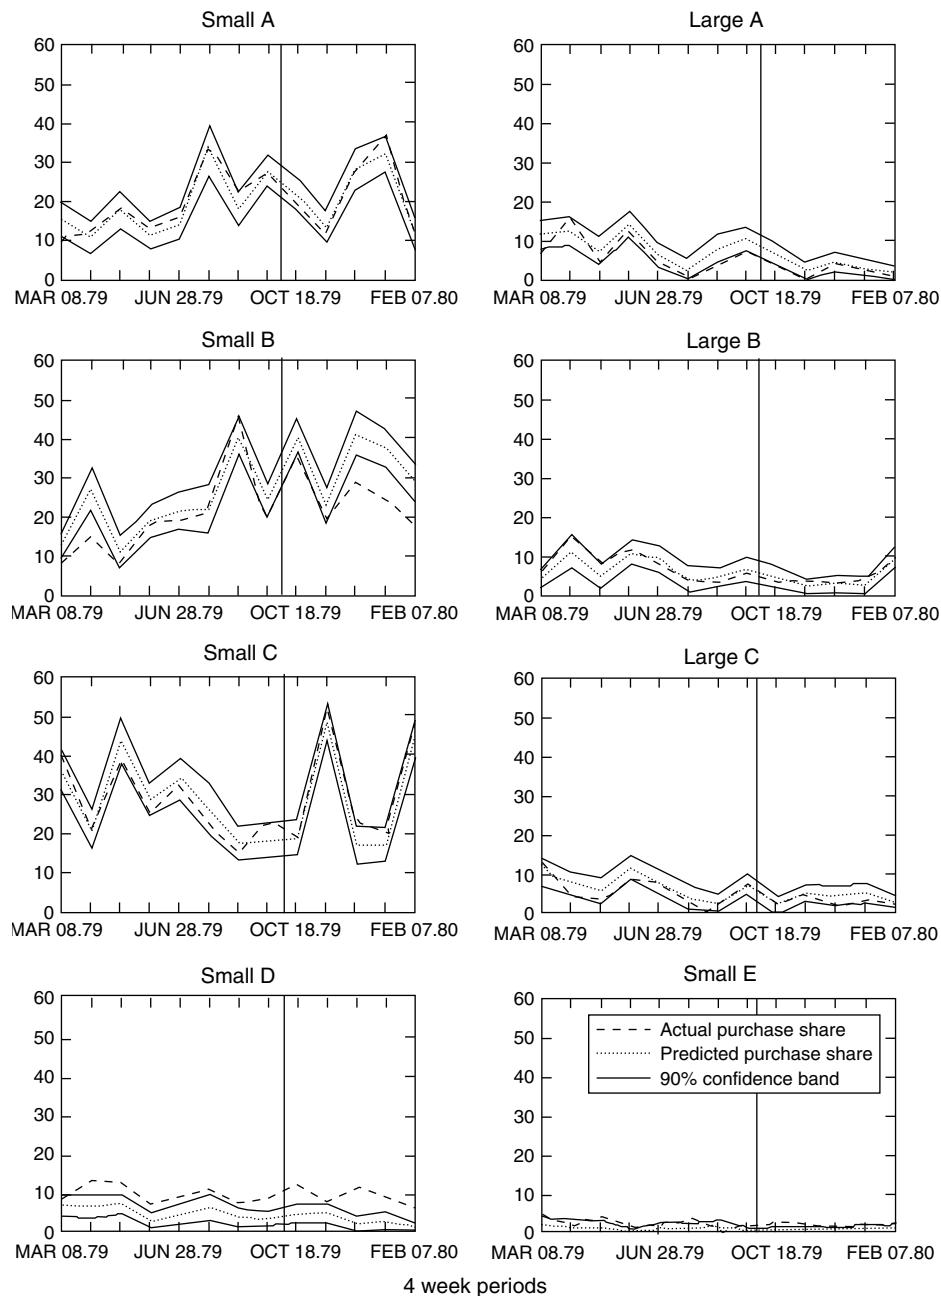 Small A
60
50
40
30
20
10
0
MAR 08.79 JUN 28.79 OCT 18.79 FEB 07.80
Large A
60
50
40
30
20
10
0
MAR 08.79 JUN 28.79 OCT 18.79 FEB 07.80
Small B
60
50
40
30
20
10
0
MAR 08.79 JUN 28.79 OCT 18.79 FEB 07.80
Large B
60
50
40
30
20
10
0
MAR 08.79 JUN 28.79 OCT 18.79 FEB 07.80
Small C
60
50
40
30
20
10
0
MAR 08.79 JUN 28.79 OCT 18.79 FEB 07.80
Large C
60
50
40
30
20
10
0
MAR 08.79 JUN 28.79 OCT 18.79 FEB 07.80
Small D
60
50
40
30
20
10
0
MAR 08.79 JUN 28.79 OCT 18.79 FEB 07.80
Small E
60
50
40
30
20
10
0
Actual purchase share
Predicted purchase share
90% confidence band
MAR 08.79 JUN 28.79 OCT 18.79 FEB 07.80
4 week periods